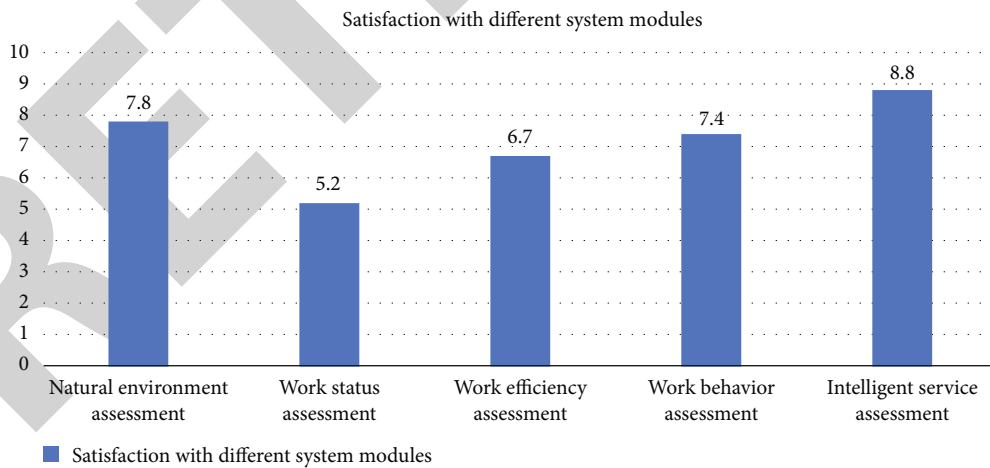 Satisfaction with different system modules
10
9
8
7
6
5
4
3
2
1
0
7.8
5.2
6.7
7.4
8.8
Natural environment
assessment
Work status
assessment
Work efficiency
assessment
Work behavior
assessment
Intelligent service
assessment
Satisfaction with different system modules
RET